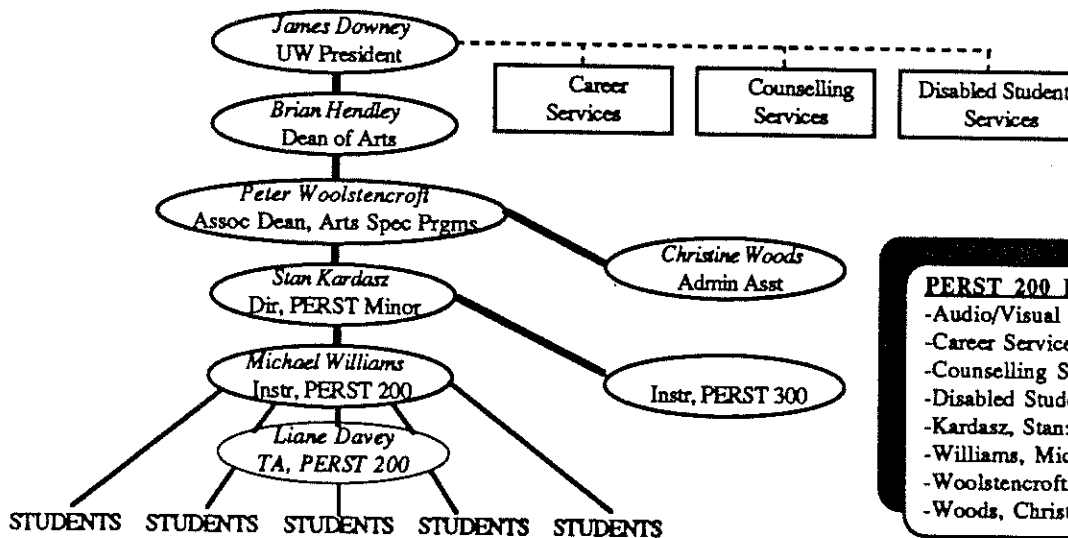 James Downey
UW President
Career
Services
Counselling
Services
Disabled Student
Services
Brian Hendley
Dean of Arts
Peter Woolstencroft
Assoc Dean, Arts Spec Prgms
Christine Woods
Admin Asst
Stan Kardasz
Dir, PERST Minor
Michael Williams
Instr, PERST 200
Instr, PERST 300
Liane Davey
TA, PERST 200
STUDENTS STUDENTS STUDENTS STUDENTS STUDENTS
PERST 200
-Audio/Visual
-Career Service
-Counselling S
-Disabled Stud
-Kardasz, Stan:
-Williams, Mic
-Woolstencroft
-Woods, Christ